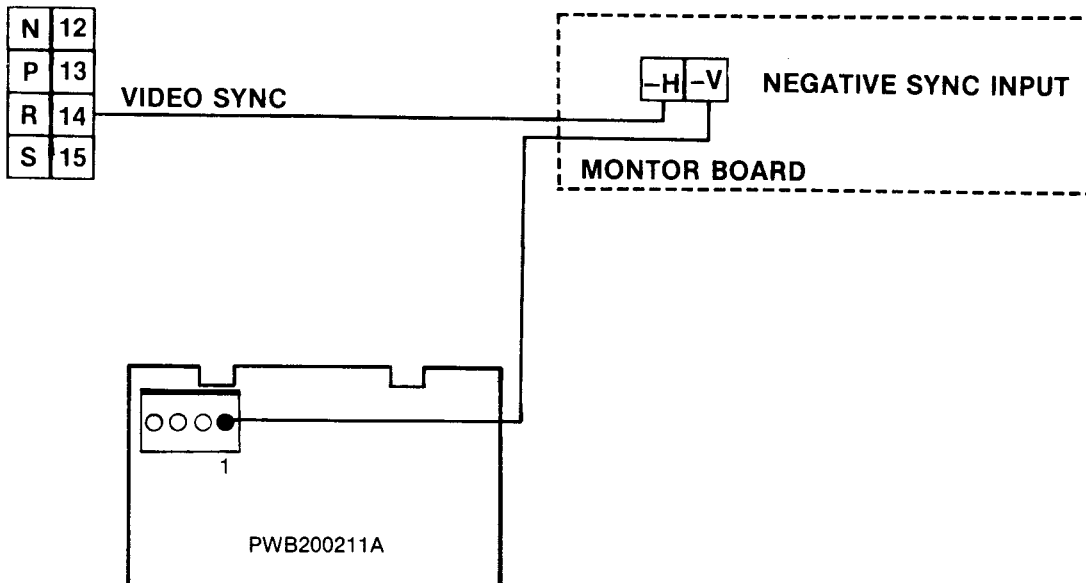 N 12
P 13
R 14
S 15
VIDEO SYNC
–H –V
NEGATIVE SYNC INPUT
MONTOR BOARD
1
PWB200211A